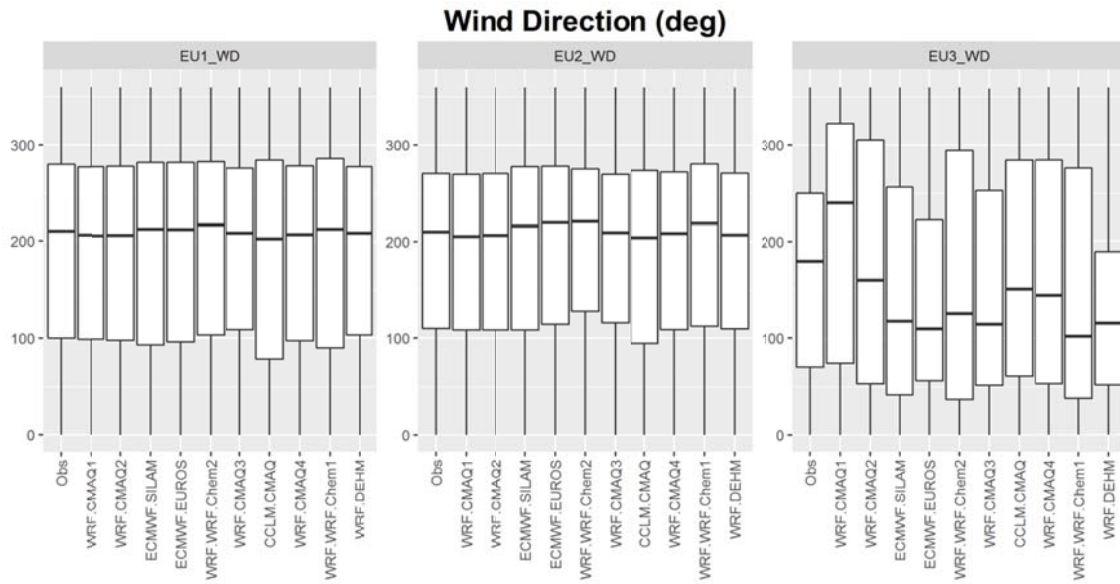 Wind Direction (deg)
EU1_WD
EU2_WD
EU3_WD
300
200
100
0
300
200
100
0
300
200
100
0
Obs
WRF.CMAQ1
WRF.CMAQ2
ECMWF.SILAM
ECMWF.EUROS
WRF.WRF.Chem2
WRF.CMAQ3
CCLM.CMAQ
WRF.CMAQ4
WRF.WRF.Chem1
WRF.DEHM
Obs
WRF.CMAQ1
WRF.CMAQ2
ECMWF.SILAM
ECMWF.EUROS
WRF.WRF.Chem2
WRF.CMAQ3
CCLM.CMAQ
WRF.CMAQ4
WRF.WRF.Chem1
WRF.DEHM
Obs
WRF.CMAQ1
WRF.CMAQ2
ECMWF.SILAM
ECMWF.EUROS
WRF.WRF.Chem2
WRF.CMAQ3
CCLM.CMAQ
WRF.CMAQ4
WRF.WRF.Chem1
WRF.DEHM